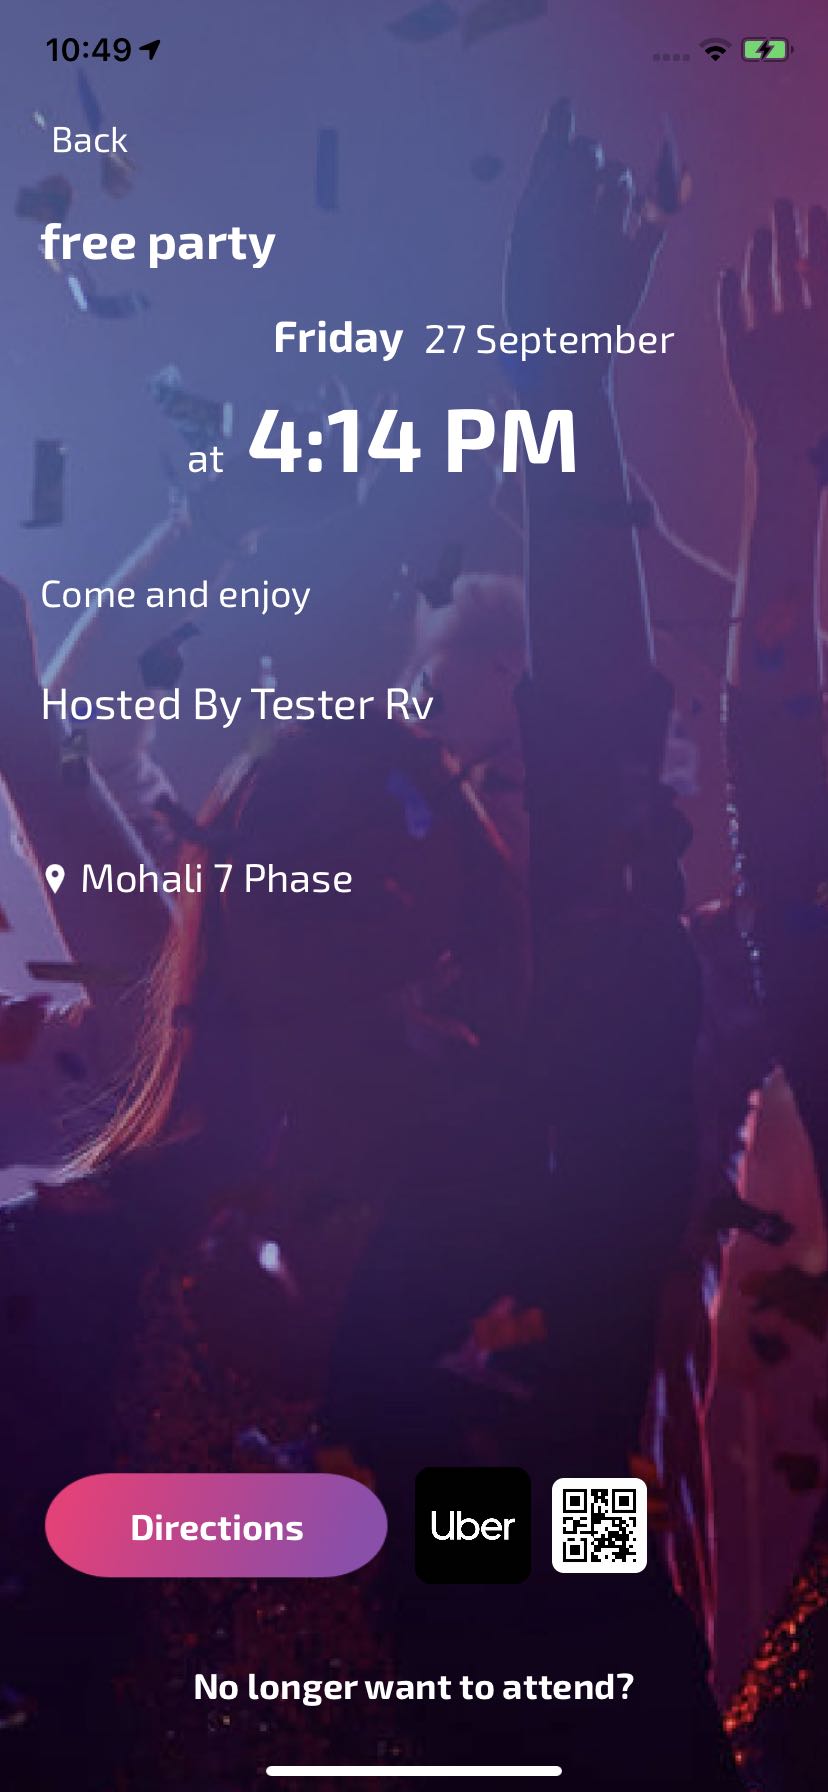 10:49
Back
free party
Friday 27 September
at 4:14 PM
Come and enjoy
Hosted By Tester Rv
Mohali 7 Phase
Directions
Uber
No longer want to attend?